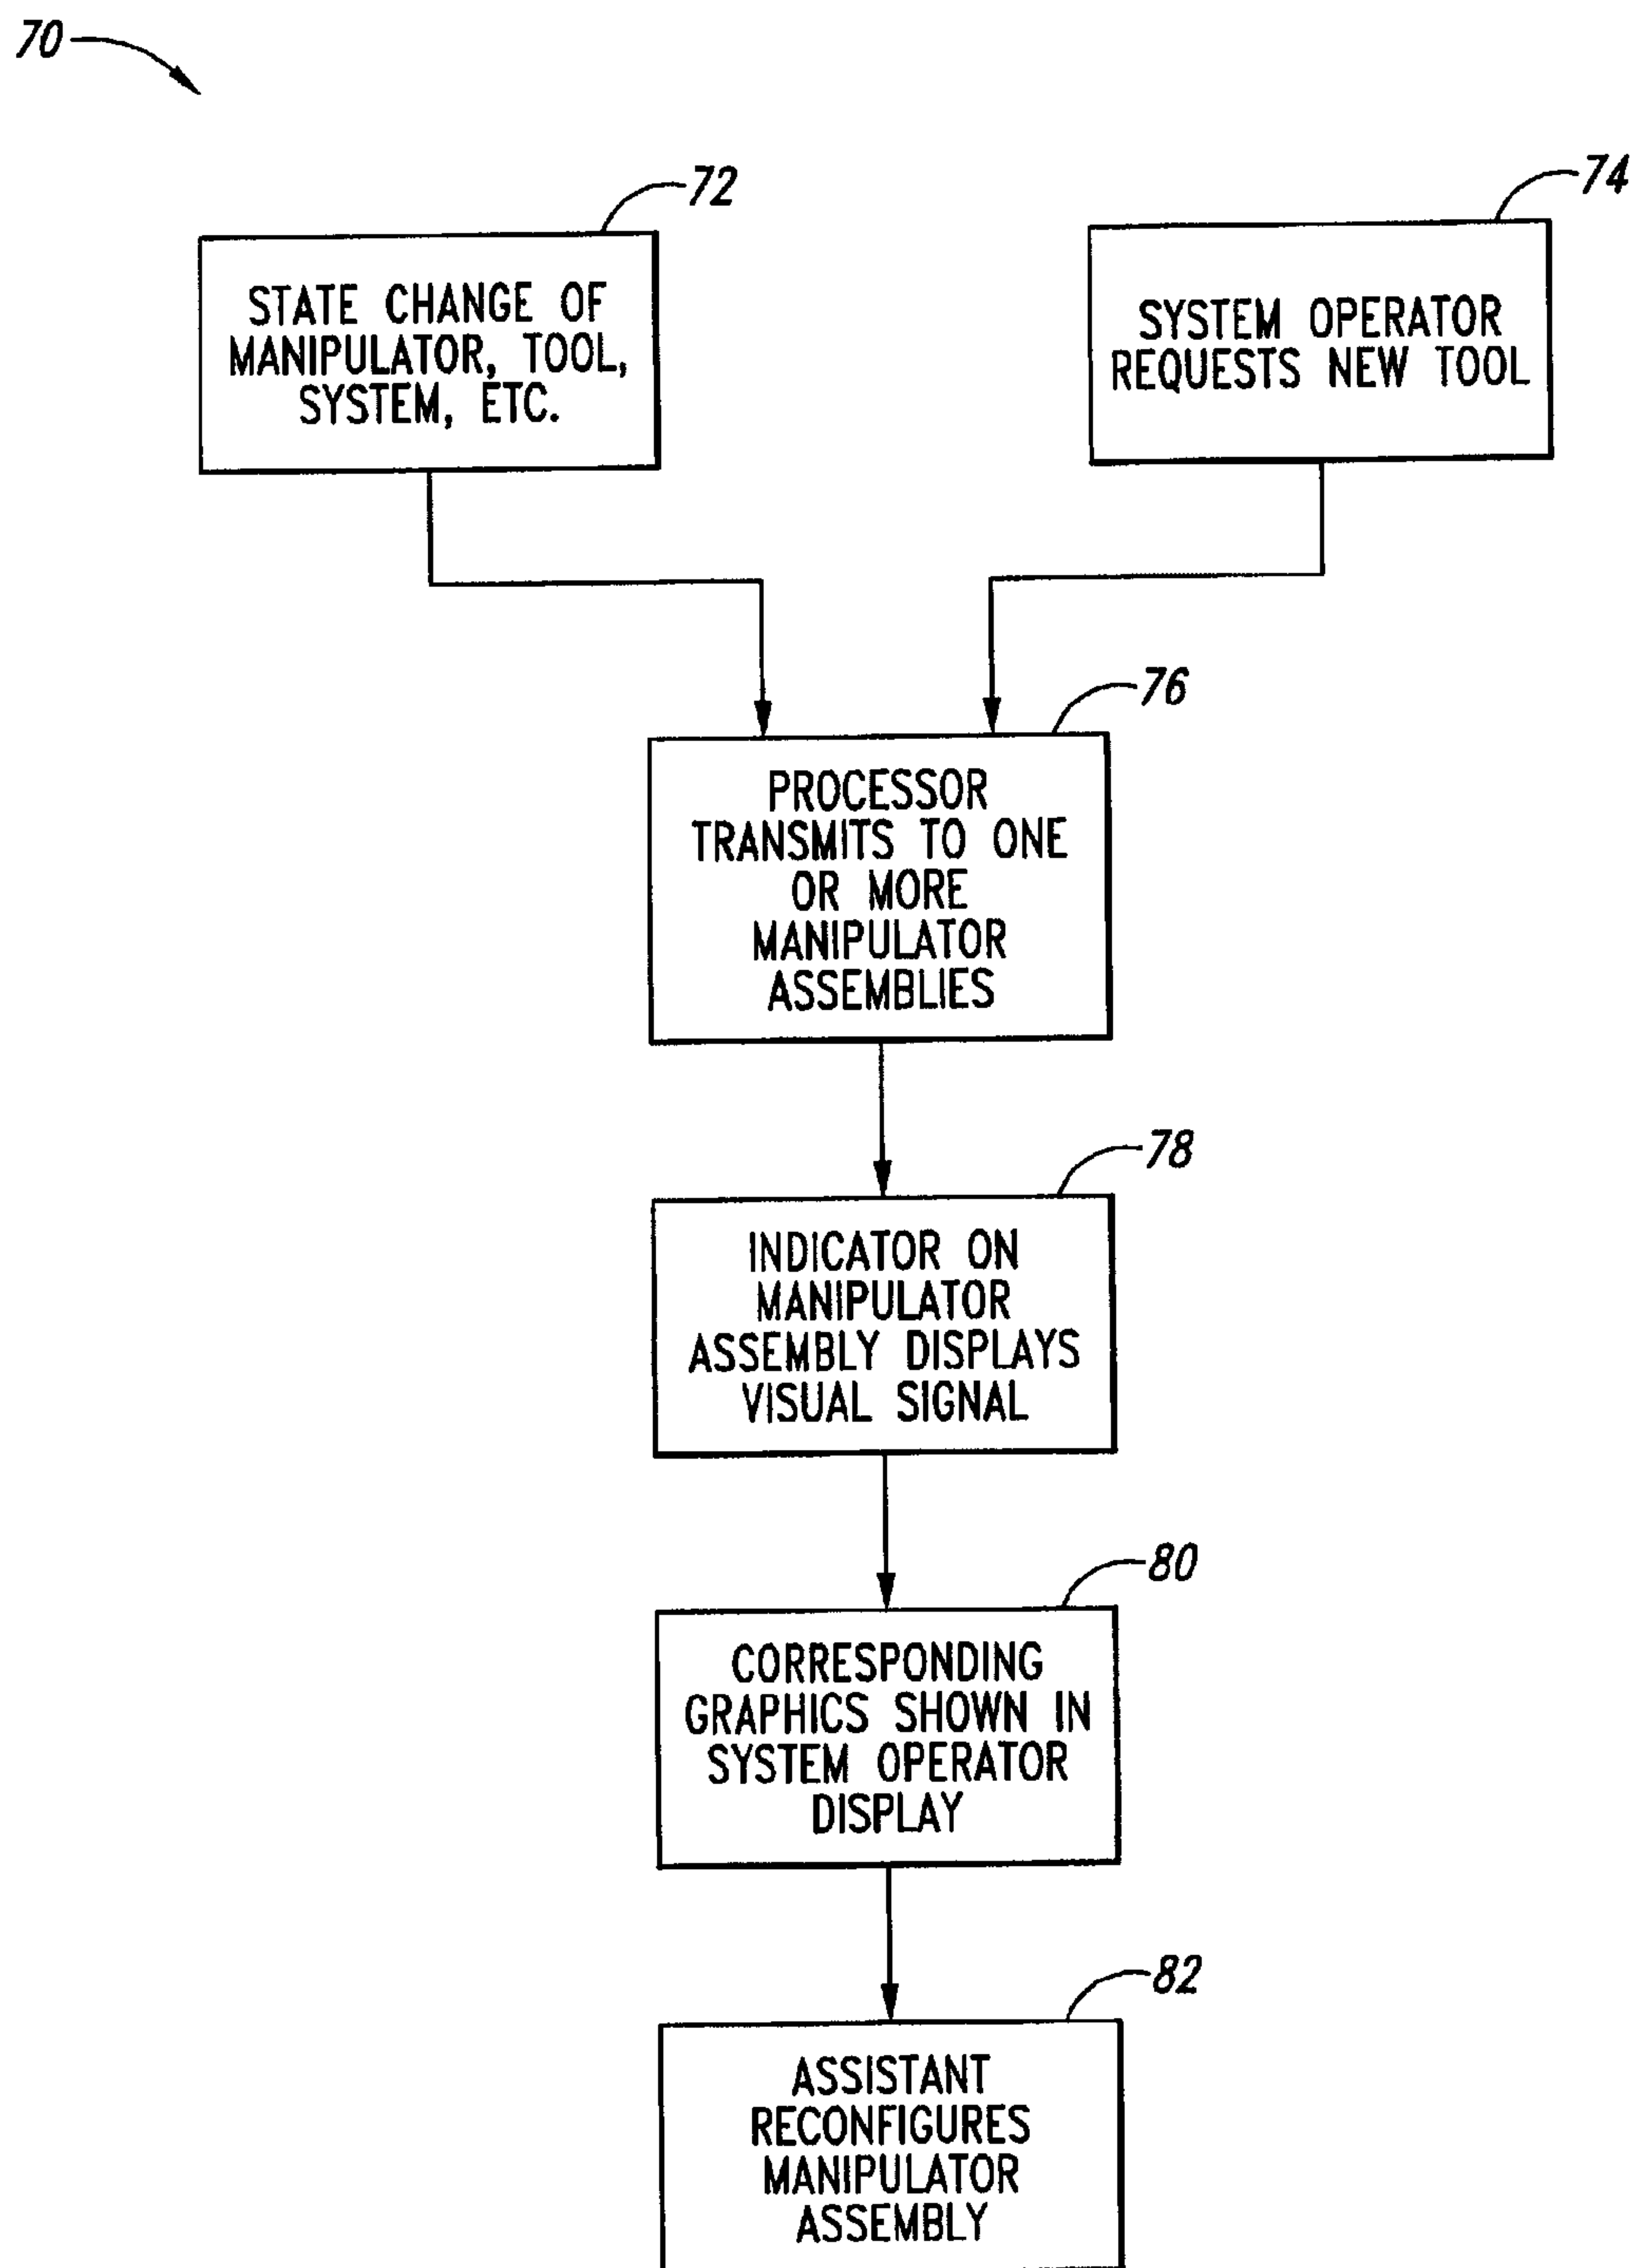 70
72
STATE CHANGE OF
MANIPULATOR, TOOL,
SYSTEM, ETC.
74
SYSTEM OPERATOR
REQUESTS NEW TOOL
76
PROCESSOR
TRANSMITS TO ONE
OR MORE
MANIPULATOR
ASSEMBLIES
78
INDICATOR ON
MANIPULATOR
ASSEMBLY DISPLAYS
VISUAL SIGNAL
80
CORRESPONDING
GRAPHICS SHOWN IN
SYSTEM OPERATOR
DISPLAY
82
ASSISTANT
RECONFIGURES
MANIPULATOR
ASSEMBLY